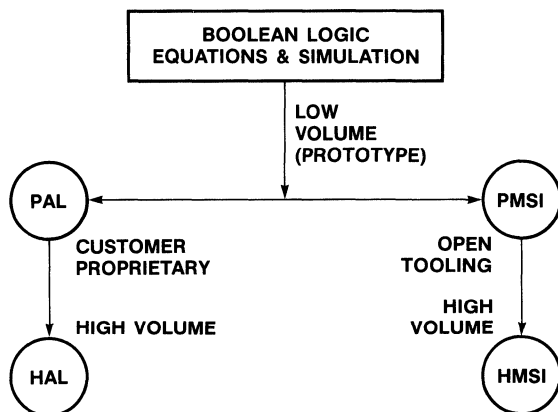 BOOLEAN LOGIC
EQUATIONS & SIMULATION
LOW
VOLUME
(PROTOTYPE)
PAL
PMSI
CUSTOMER
PROPRIETARY
OPEN
TOOLING
HIGH VOLUME
HIGH
VOLUME
HAL
HMSI